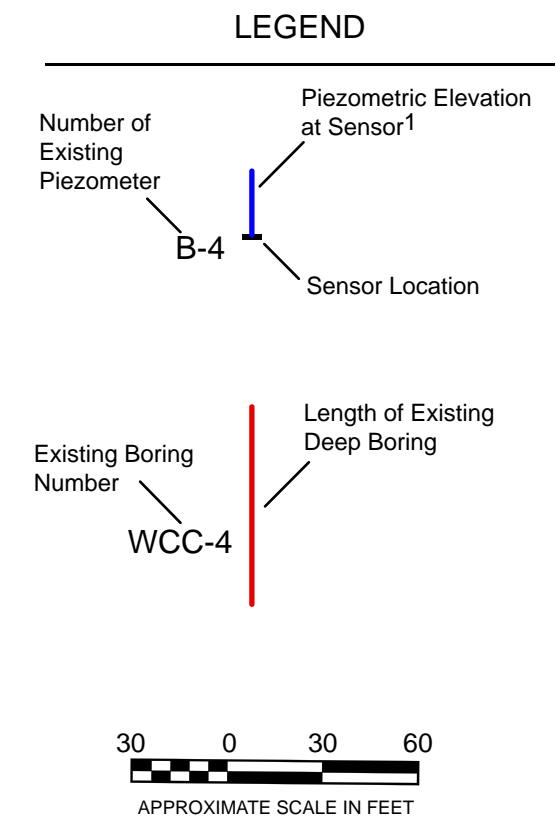 LEGEND
Piezometric Elevation
at Sensor1
Number of
Existing
Piezometer
B-4
Sensor Location
Length of Existing
Deep Boring
Existing Boring
Number
WCC-4
30 0 30 60
APPROXIMATE SCALE IN FEET